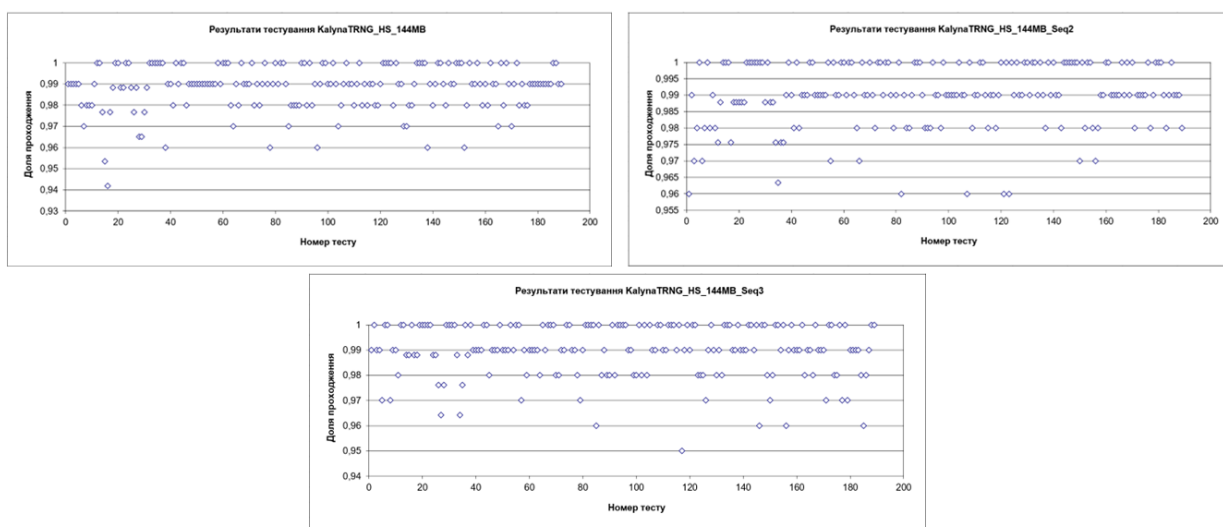 Результати тестування KalynaTRNG_HS_144MB
Доля проходження
1
0,99
0,98
0,97
0,96
0,95
0,94
0,93
0 20 40 60 80 100 120 140 160 180 200
Номер тесту
Результати тестування KalynaTRNG_HS_144MB_Seq2
Доля проходження
1
0,995
0,99
0,985
0,98
0,975
0,97
0,965
0,96
0,955
0 20 40 60 80 100 120 140 160 180 200
Номер тесту
Результати тестування KalynaTRNG_HS_144MB_Seq3
Доля проходження
1
0,99
0,98
0,97
0,96
0,95
0,94
0 20 40 60 80 100 120 140 160 180 200
Номер тесту